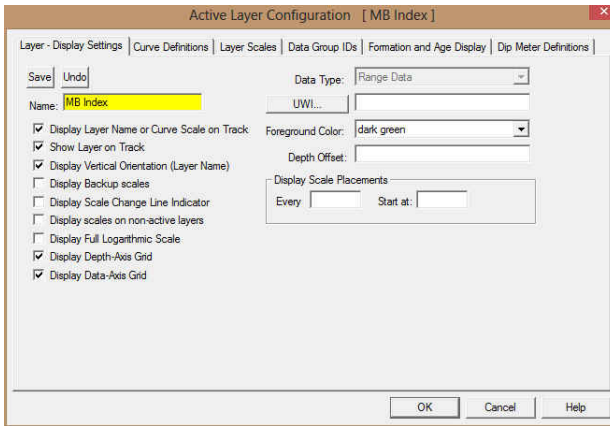 Active Layer Configuration [ MB Index ]
Layer - Display Settings Curve Definitions Layer Scales Data Group IDs Formation and Age Display Dip Meter Definitions
Save Undo
Name: MB Index
Display Layer Name or Curve Scale on Track
Show Layer on Track
Display Vertical Orientation (Layer Name)
Display Backup scales
Display Scale Change Line Indicator
Display scales on non-active layers
Display Full Logarithmic Scale
Display Depth-Axis Grid
Display Data-Axis Grid
Data Type: Range Data
UWI...
Foreground Color: dark green
Depth Offset:
Display Scale Placements
Every Start at:
OK Cancel Help